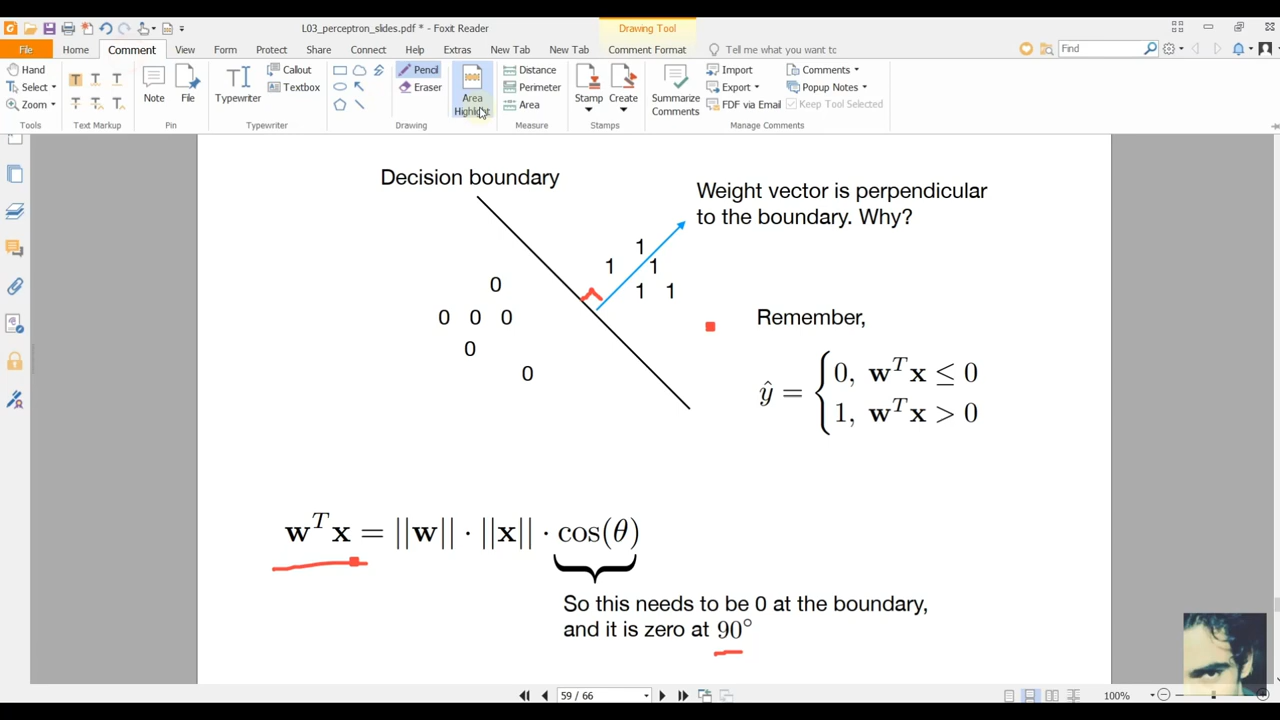 L03_perceptron_slides.pdf * - Foxit Reader
Drawing Tool
File Home Comment View Form Protect Share Connect Help Extras New Tab New Tab Comment Format Tell me what you want to do Find
Hand
Select
Zoom
Tools
T T T
T T T
Text Markup
Note File
Pin
Typewriter
Callout
Textbox
Typewriter
Pencil
Eraser
Drawing
Area
Highlight
Distance
Perimeter
Area
Measure
Stamp Create
Stamps
Summarize
Comments
Import
Export
FDF via Email
Comments
Popup Notes
Keep Tool Selected
Manage Comments
Decision boundary
Weight vector is perpendicular
to the boundary. Why?
1
1 1
0 1 1
0 0 0
0
0
Remember,
ŷ = { 0, wᵀx ≤ 0
1, wᵀx > 0
wᵀx = ||w|| · ||x|| · cos(θ)
So this needs to be 0 at the boundary,
and it is zero at 90°
59 / 66
100%